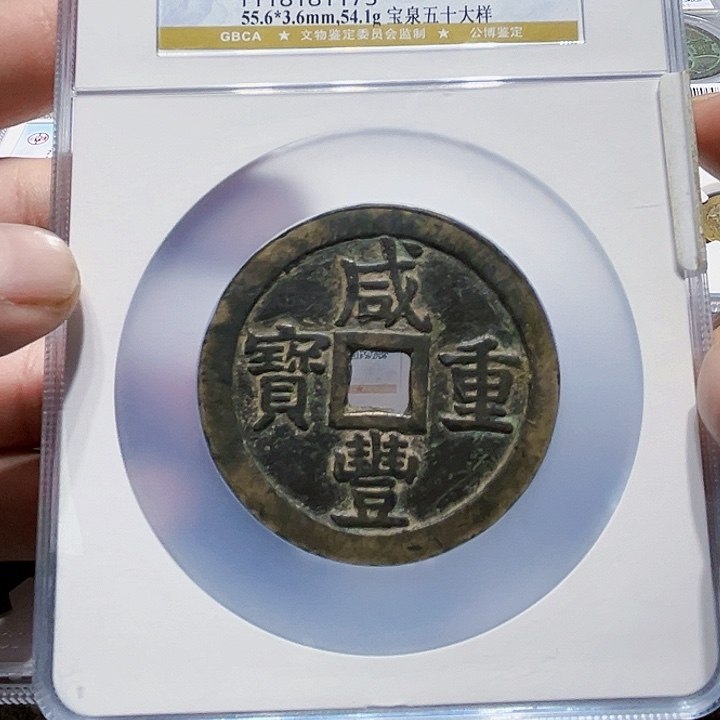 55.6*3.6mm,54.1g 宝泉五十大样
GBCA ★ 文物鉴定委员会监制 ★ 公博鉴定
咸
豐
重
寶